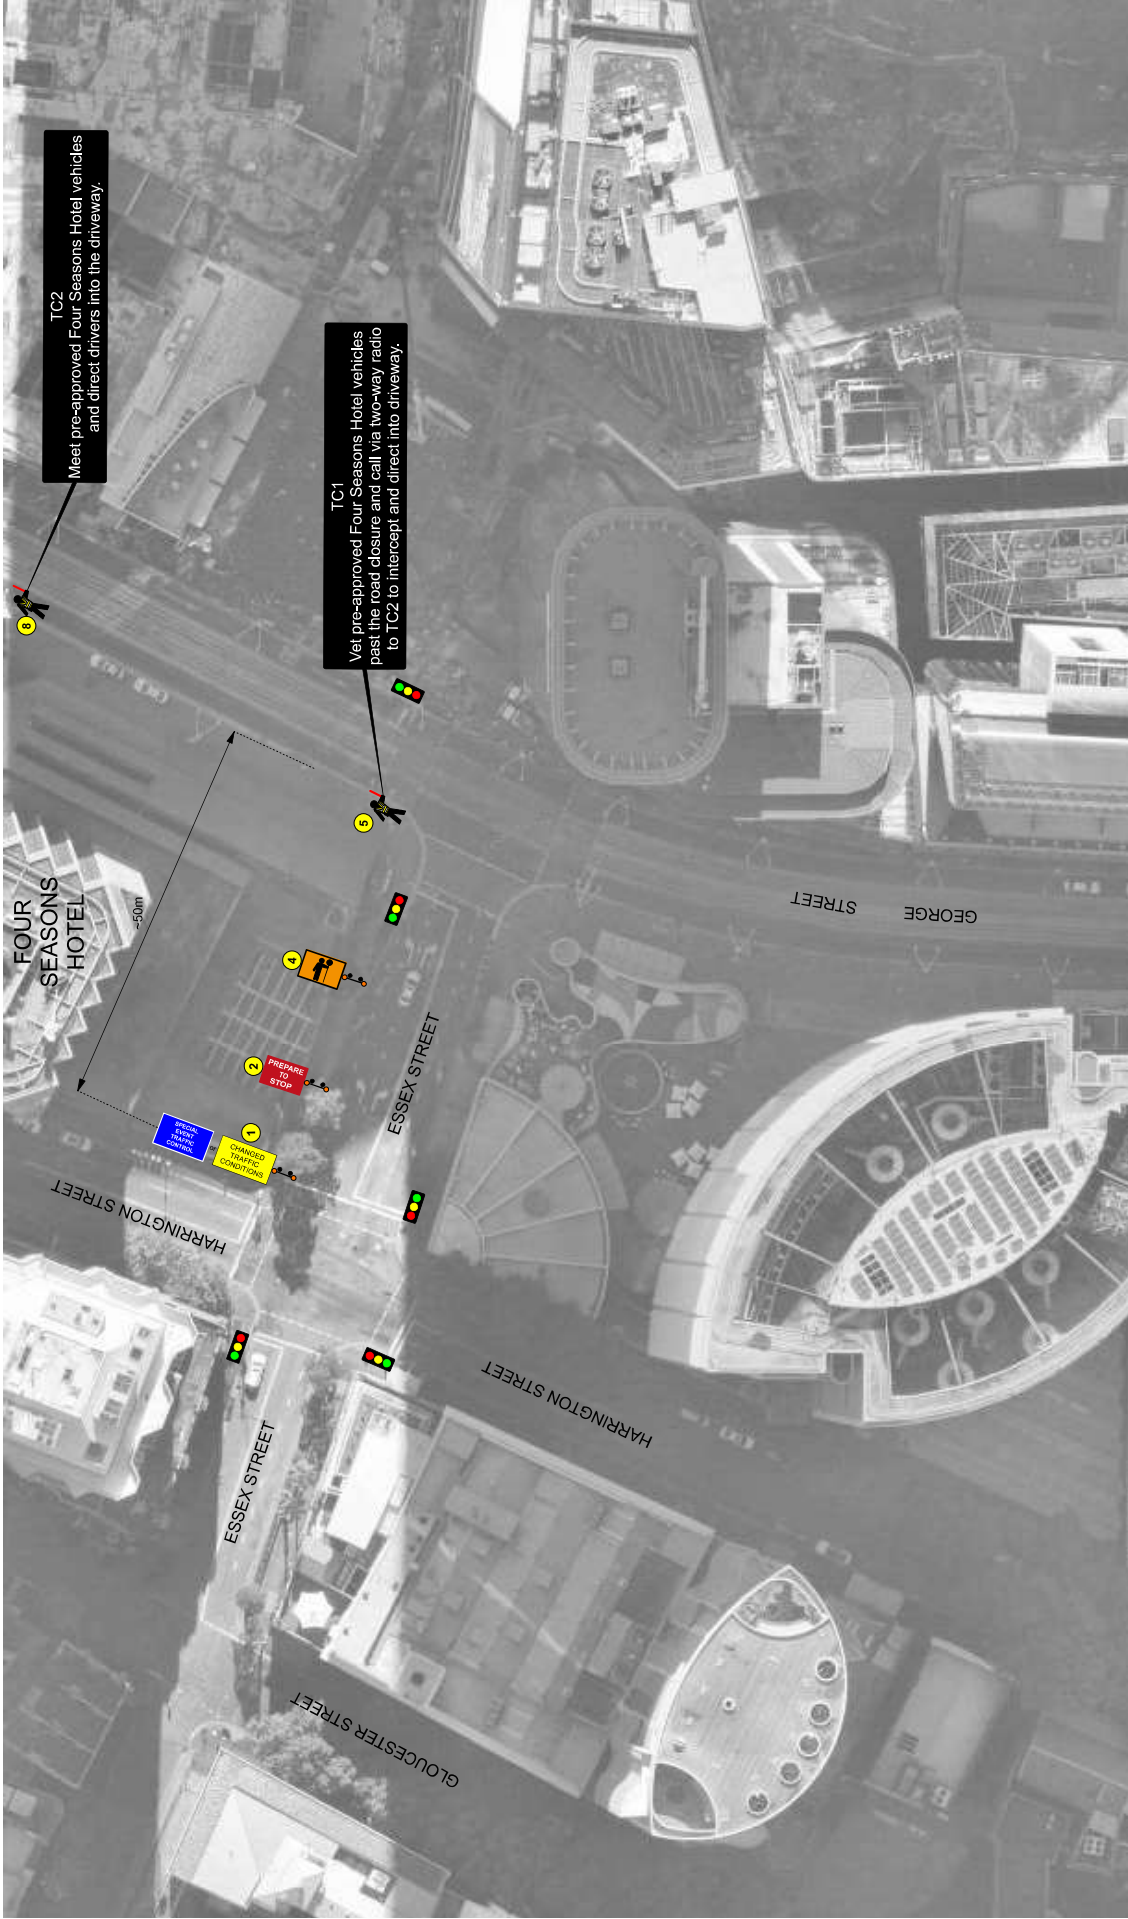 TC2
Meet pre-approved Four Seasons Hotel vehicles
and direct drivers into the driveway.
TC1
Vet pre-approved Four Seasons Hotel vehicles
past the road closure and call via two-way radio
to TC2 to intercept and direct into driveway.
8
5
FOUR
SEASONS
HOTEL
~50m
4
2
PREPARE
TO
STOP
1
SPECIAL
EVENT
TRAFFIC
CONTROL
or
CHANGED
TRAFFIC
CONDITIONS
ESSEX STREET
GEORGE STREET
HARRINGTON STREET
HARRINGTON STREET
ESSEX STREET
GLOUCESTER STREET